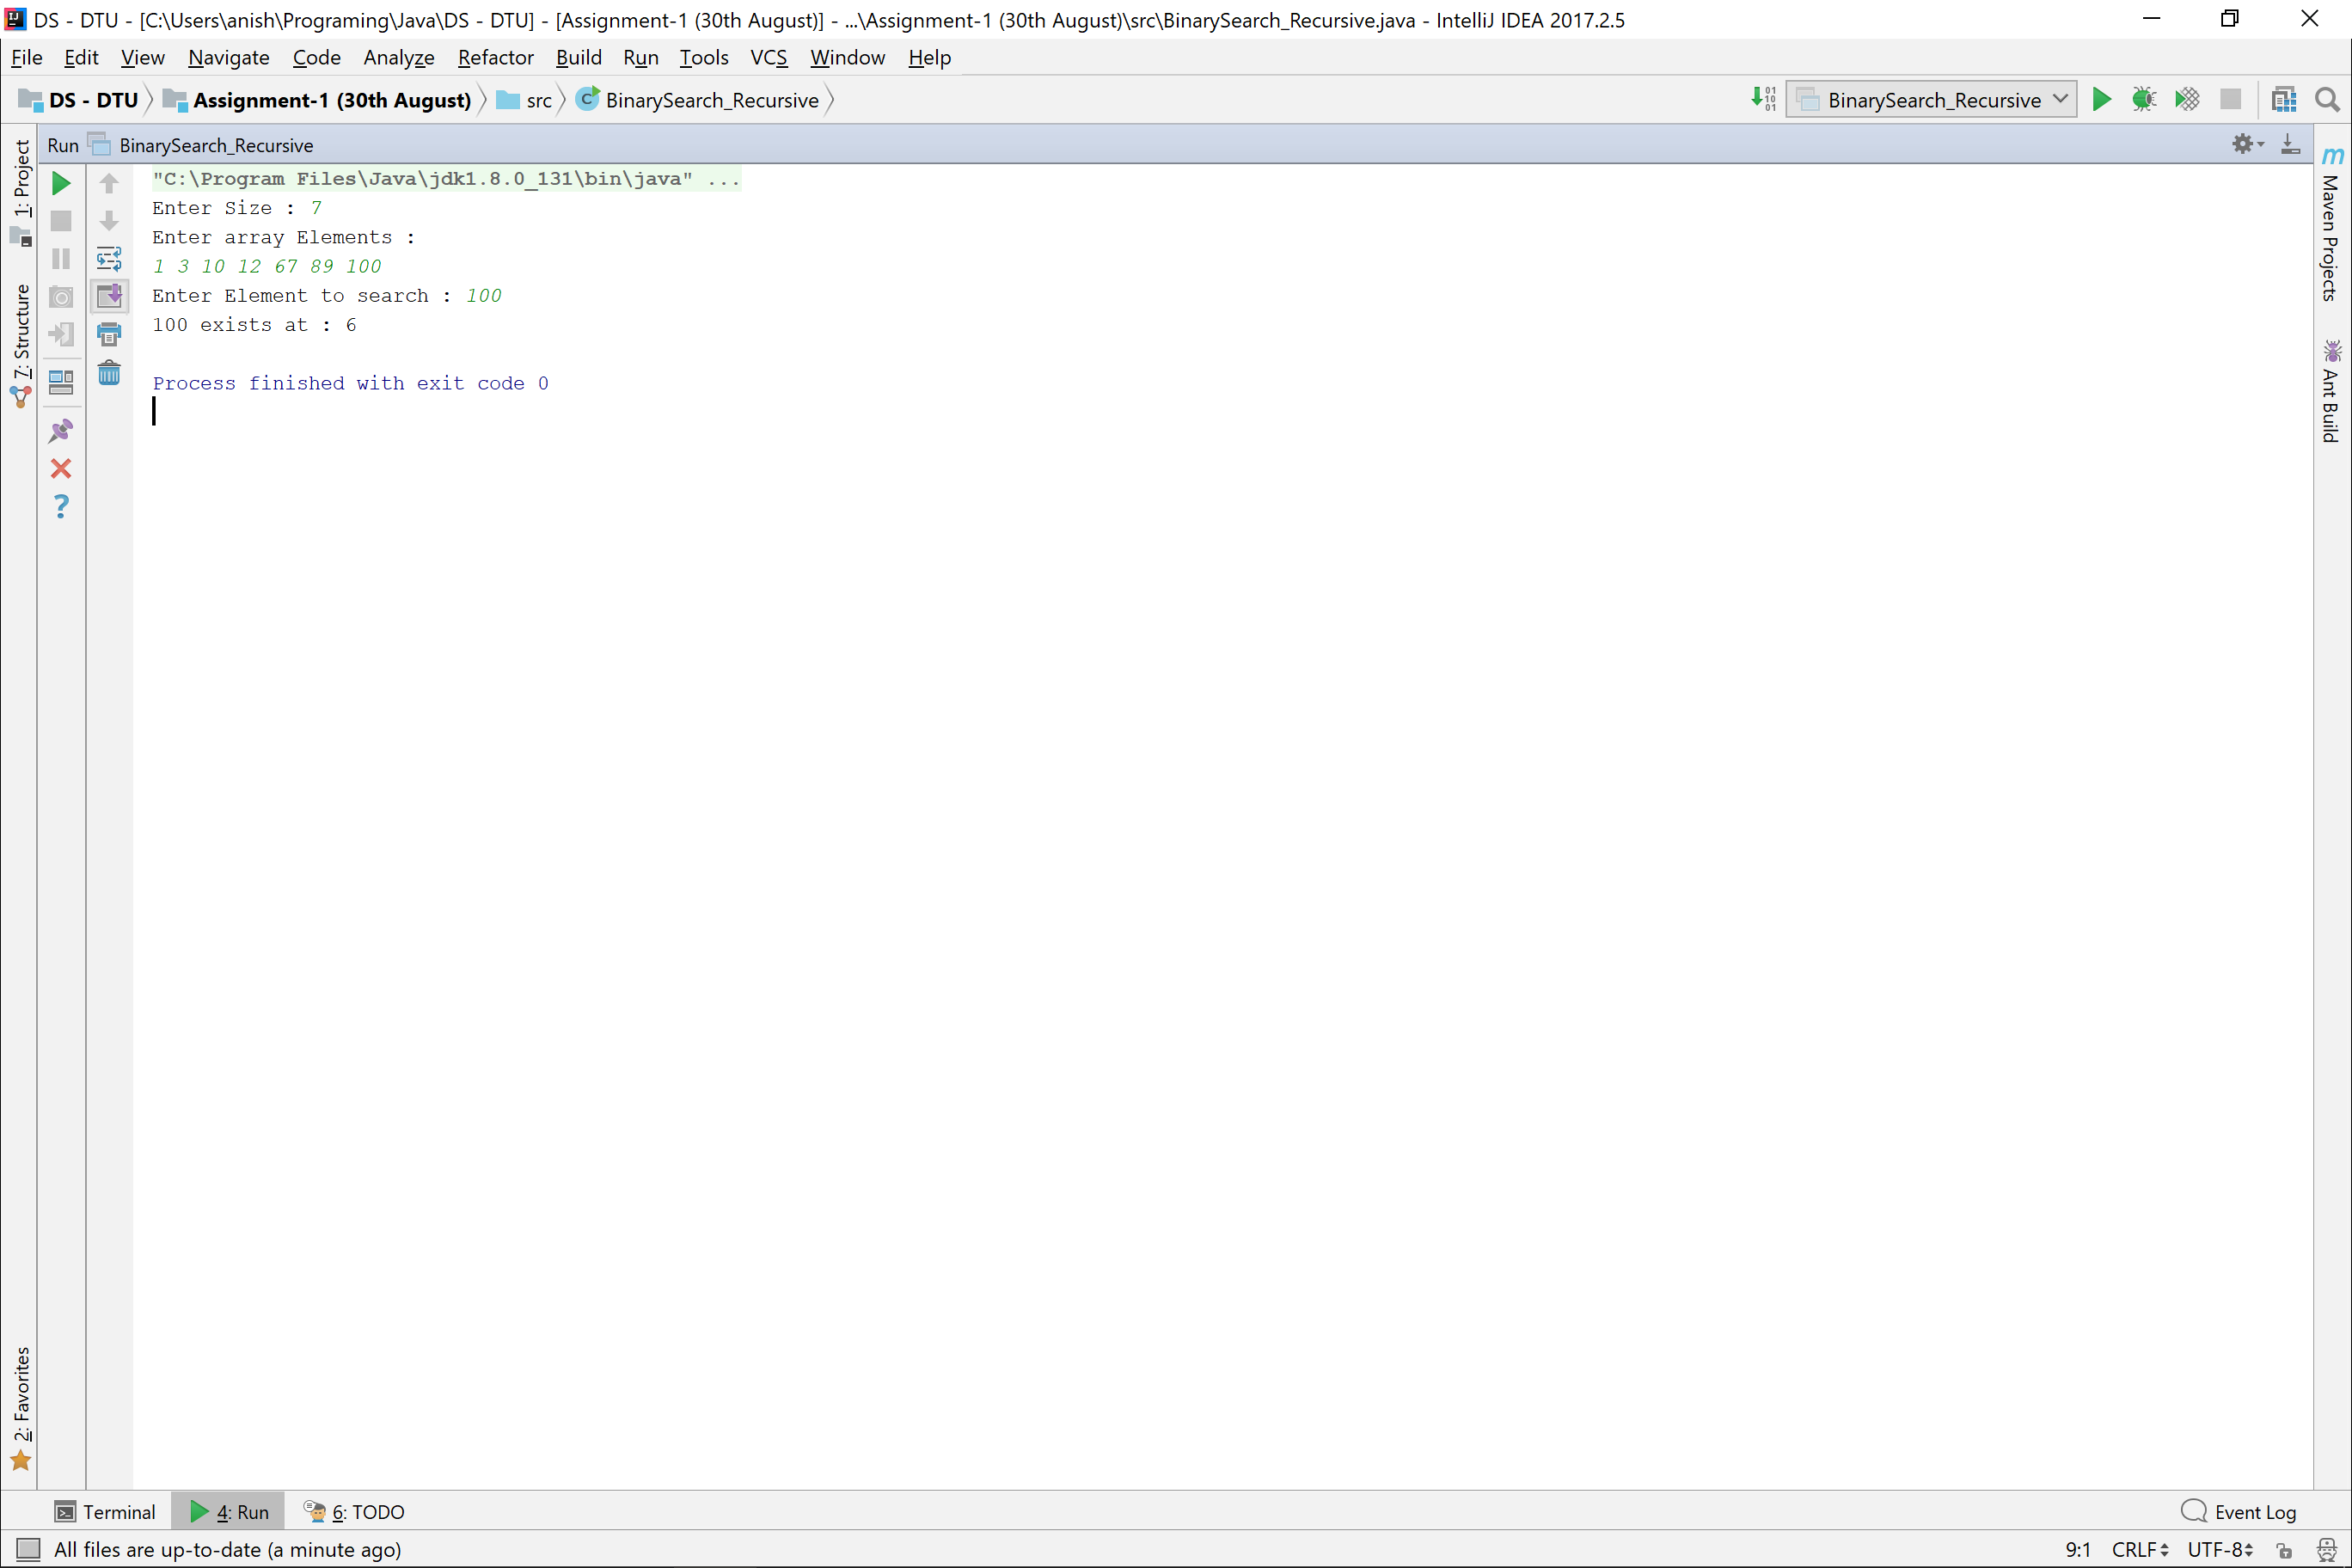 DS - DTU - [C:\Users\anish\Programing\Java\DS - DTU] - [Assignment-1 (30th August)] - ...\Assignment-1 (30th August)\src\BinarySearch_Recursive.java - IntelliJ IDEA 2017.2.5
File Edit View Navigate Code Analyze Refactor Build Run Tools VCS Window Help
DS - DTU Assignment-1 (30th August) src BinarySearch_Recursive BinarySearch_Recursive
Run BinarySearch_Recursive
1: Project
7: Structure
2: Favorites
"C:\Program Files\Java\jdk1.8.0_131\bin\java" ...
Enter Size : 7
Enter array Elements :
1 3 10 12 67 89 100
Enter Element to search : 100
100 exists at : 6
Process finished with exit code 0
Maven Projects
Ant Build
Terminal 4: Run 6: TODO Event Log
All files are up-to-date (a minute ago) 9:1 CRLF UTF-8